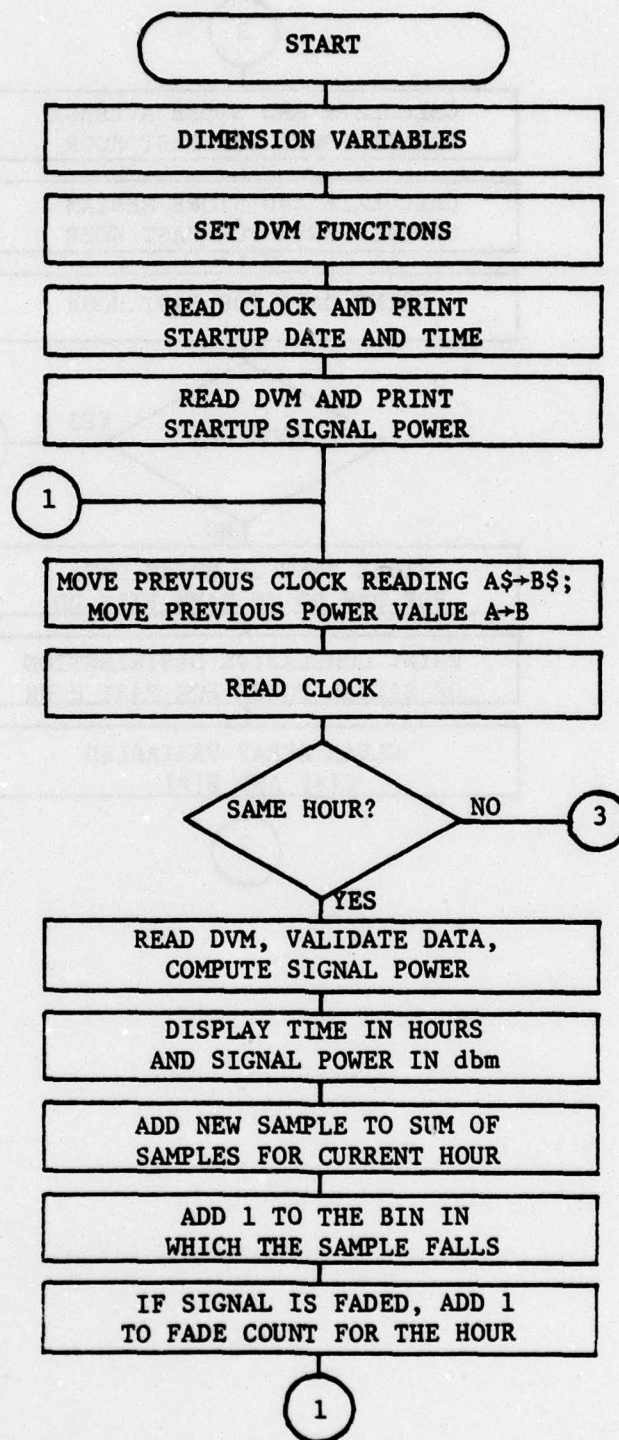 START
DIMENSION VARIABLES
SET DVM FUNCTIONS
READ CLOCK AND PRINT
STARTUP DATE AND TIME
READ DVM AND PRINT
STARTUP SIGNAL POWER
1
MOVE PREVIOUS CLOCK READING A$→B$;
MOVE PREVIOUS POWER VALUE A→B
READ CLOCK
SAME HOUR?
NO
3
YES
READ DVM, VALIDATE DATA,
COMPUTE SIGNAL POWER
DISPLAY TIME IN HOURS
AND SIGNAL POWER IN dbm
ADD NEW SAMPLE TO SUM OF
SAMPLES FOR CURRENT HOUR
ADD 1 TO THE BIN IN
WHICH THE SAMPLE FALLS
IF SIGNAL IS FADED, ADD 1
TO FADE COUNT FOR THE HOUR
1